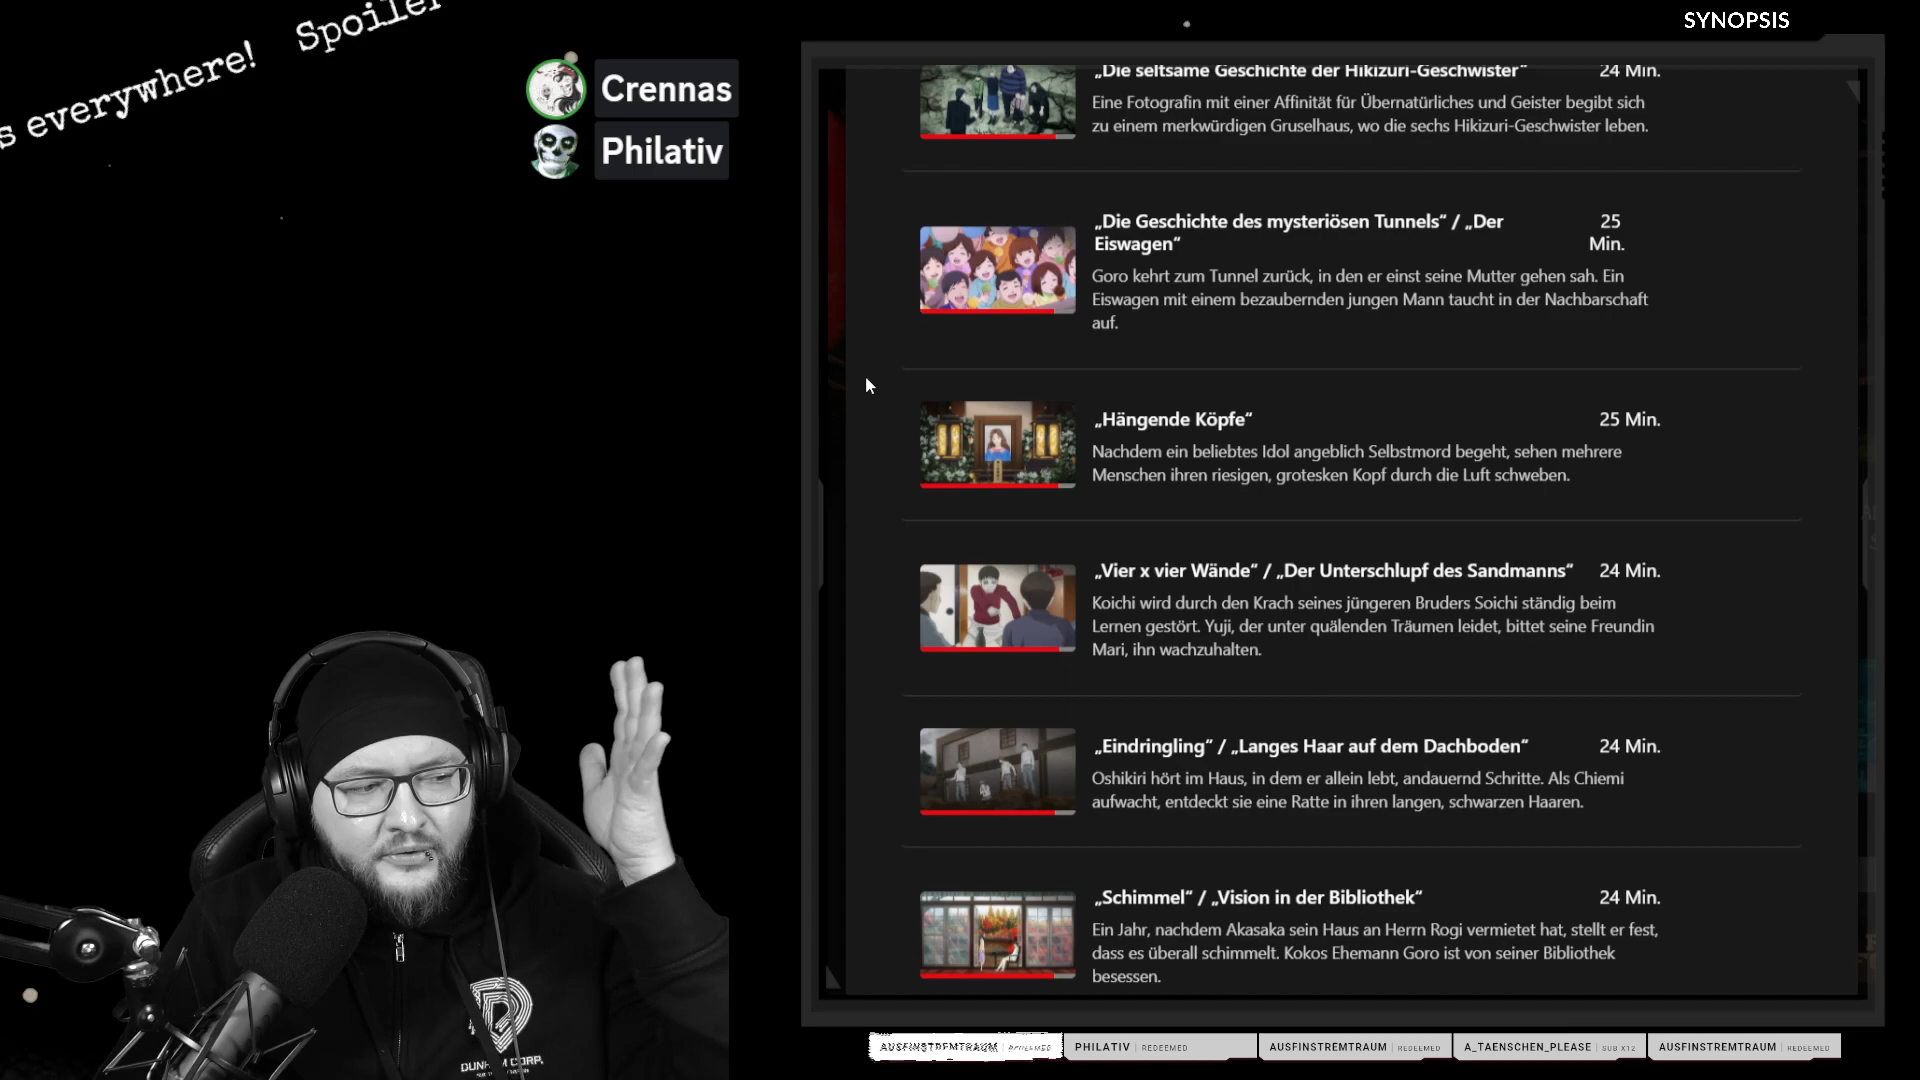 SYNOPSIS
s everywhere! Spoiler
Crennas
Philativ
„Die seltsame Geschichte der Hikizuri-Geschwister“ 24 Min.
Eine Fotografin mit einer Affinität für Übernatürliches und Geister begibt sich
zu einem merkwürdigen Gruselhaus, wo die sechs Hikizuri-Geschwister leben.
„Die Geschichte des mysteriösen Tunnels“ / „Der 25
Eiswagen“ Min.
Goro kehrt zum Tunnel zurück, in den er einst seine Mutter gehen sah. Ein
Eiswagen mit einem bezaubernden jungen Mann taucht in der Nachbarschaft
auf.
„Hängende Köpfe“ 25 Min.
Nachdem ein beliebtes Idol angeblich Selbstmord begeht, sehen mehrere
Menschen ihren riesigen, grotesken Kopf durch die Luft schweben.
„Vier x vier Wände“ / „Der Unterschlupf des Sandmanns“ 24 Min.
Koichi wird durch den Krach seines jüngeren Bruders Soichi ständig beim
Lernen gestört. Yuji, der unter quälenden Träumen leidet, bittet seine Freundin
Mari, ihn wachzuhalten.
„Eindringling“ / „Langes Haar auf dem Dachboden“ 24 Min.
Oshikiri hört im Haus, in dem er allein lebt, andauernd Schritte. Als Chiemi
aufwacht, entdeckt sie eine Ratte in ihren langen, schwarzen Haaren.
„Schimmel“ / „Vision in der Bibliothek“ 24 Min.
Ein Jahr, nachdem Akasaka sein Haus an Herrn Rogi vermietet hat, stellt er fest,
dass es überall schimmelt. Kokos Ehemann Goro ist von seiner Bibliothek
besessen.
DUNHAM CORP.
AUSFINSTREMTRAUM | REDEEMED PHILATIV | REDEEMED AUSFINSTREMTRAUM | REDEEMED A_TAENSCHEN_PLEASE | SUB X12 AUSFINSTREMTRAUM | REDEEMED